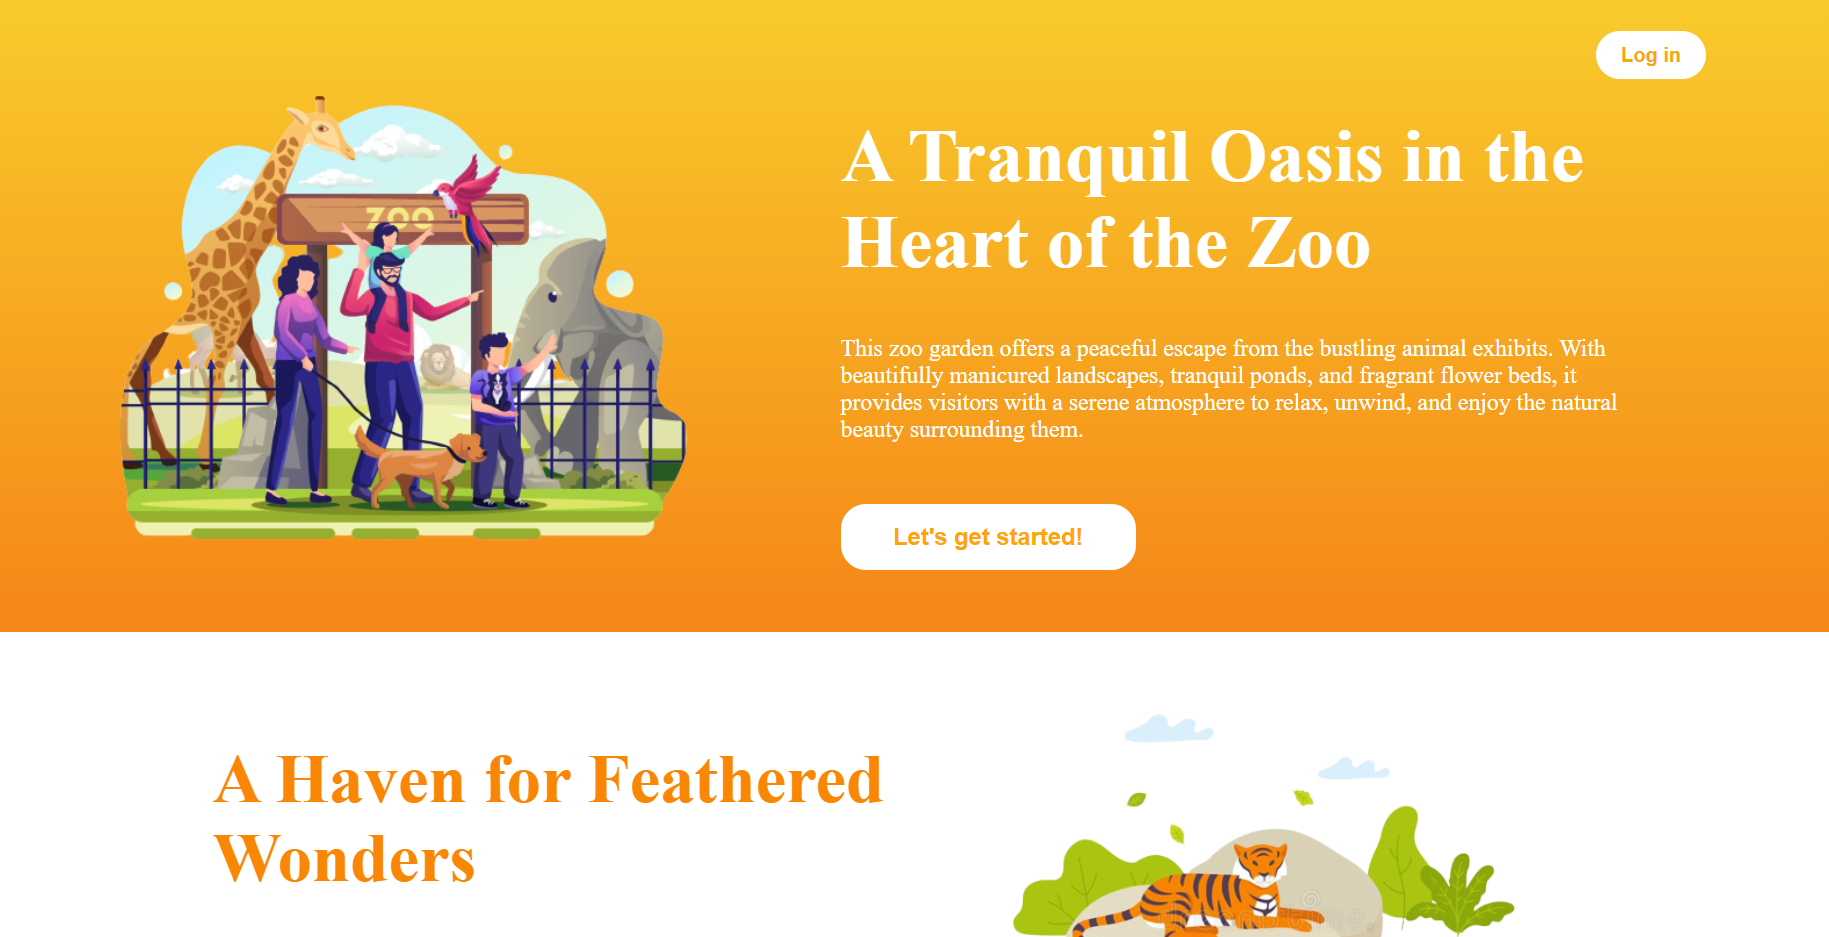 Log in
ZOO
A Tranquil Oasis in the
Heart of the Zoo
This zoo garden offers a peaceful escape from the bustling animal exhibits. With
beautifully manicured landscapes, tranquil ponds, and fragrant flower beds, it
provides visitors with a serene atmosphere to relax, unwind, and enjoy the natural
beauty surrounding them.
Let's get started!
A Haven for Feathered
Wonders